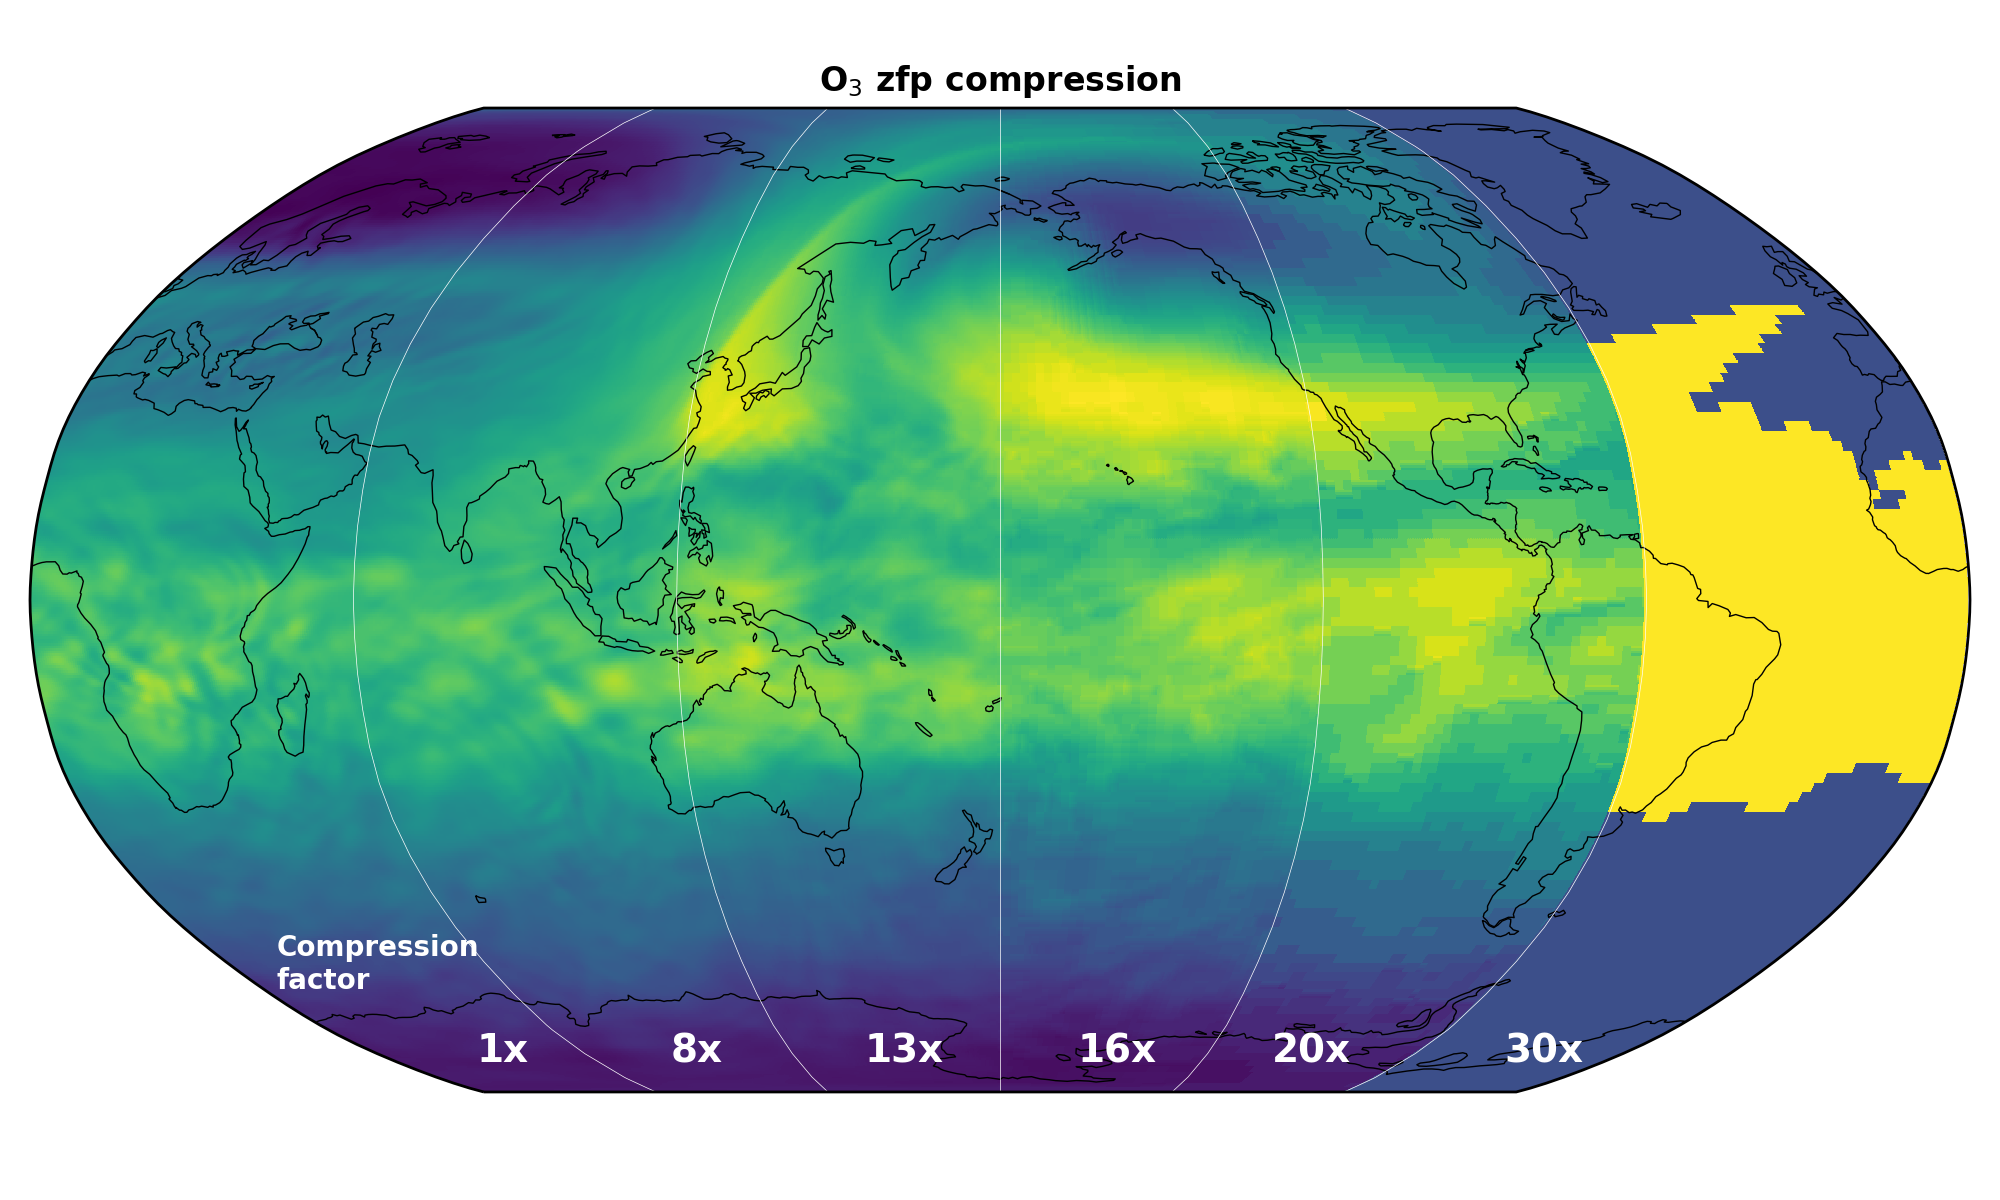 O₃ zfp compression
Compression
factor
1x 8x 13x 16x 20x 30x